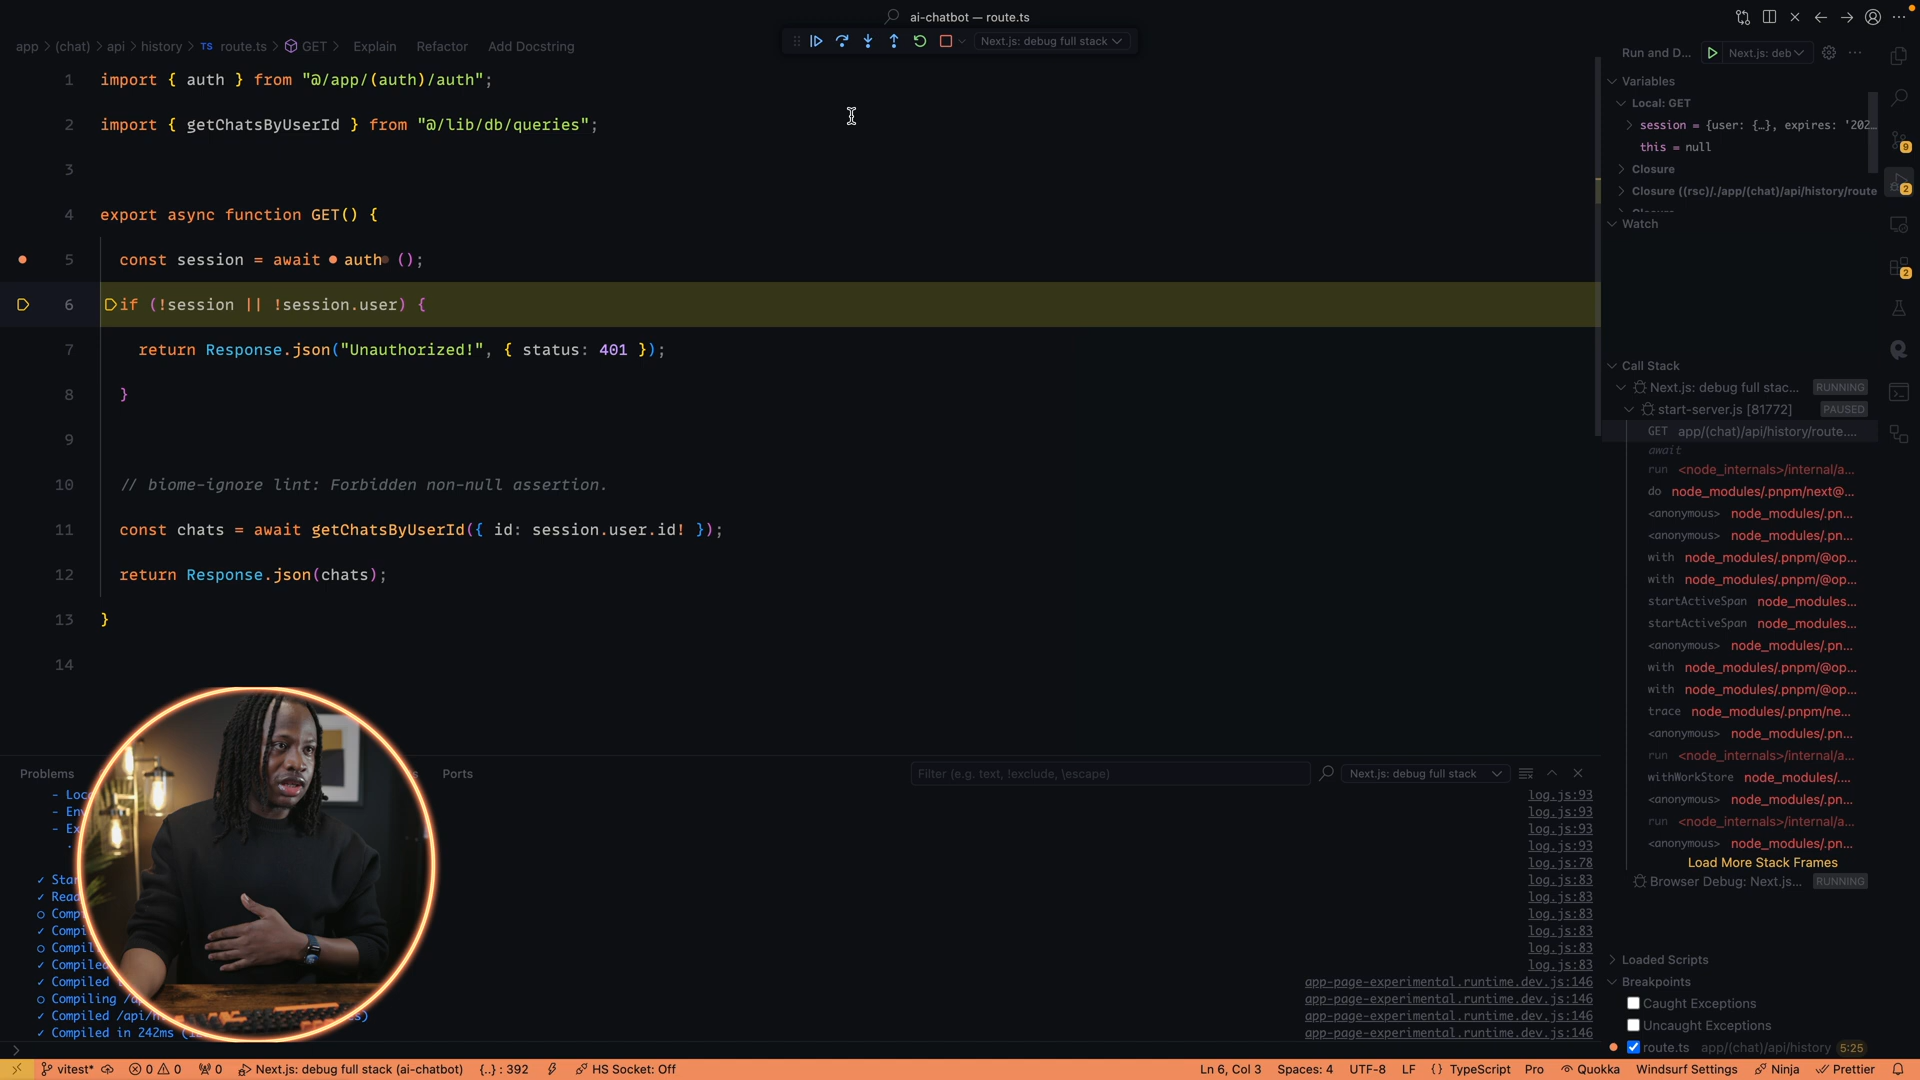 ai-chatbot — route.ts
app > (chat) > api > history > TS route.ts > GET > Explain Refactor Add Docstring
Next.js: debug full stack
1 import { auth } from "@/app/(auth)/auth";
2 import { getChatsByUserId } from "@/lib/db/queries";
3
4 export async function GET() {
5 const session = await auth ();
6 if (!session || !session.user) {
7 return Response.json("Unauthorized!", { status: 401 });
8 }
9
10 // biome-ignore lint: Forbidden non-null assertion.
11 const chats = await getChatsByUserId({ id: session.user.id! });
12 return Response.json(chats);
13 }
14
Problems
Ports
Filter (e.g. text, !exclude, \escape)
Next.js: debug full stack
- Loc
log.js:93
- Env
log.js:93
- Ex
log.js:93
log.js:93
log.js:78
✓ Star
log.js:83
✓ Read
log.js:83
○ Comp
log.js:83
✓ Compi
log.js:83
○ Compil
log.js:83
✓ Compiled
log.js:83
✓ Compiled
app-page-experimental.runtime.dev.js:146
○ Compiling
app-page-experimental.runtime.dev.js:146
✓ Compiled /api/
app-page-experimental.runtime.dev.js:146
✓ Compiled in 242ms
app-page-experimental.runtime.dev.js:146
Run and D... Next.js: deb
Variables
Local: GET
session = {user: {…}, expires: '202…
this = null
Closure
Closure ((rsc)/./app/(chat)/api/history/route
Watch
Call Stack
Next.js: debug full stac... RUNNING
start-server.js [81772] PAUSED
GET app/(chat)/api/history/route....
await
run <node_internals>/internal/a...
do node_modules/.pnpm/next@...
<anonymous> node_modules/.pn...
<anonymous> node_modules/.pn...
with node_modules/.pnpm/@op...
with node_modules/.pnpm/@op...
startActiveSpan node_modules...
startActiveSpan node_modules...
<anonymous> node_modules/.pn...
with node_modules/.pnpm/@op...
with node_modules/.pnpm/@op...
trace node_modules/.pnpm/ne...
<anonymous> node_modules/.pn...
run <node_internals>/internal/a...
withWorkStore node_modules/....
<anonymous> node_modules/.pn...
run <node_internals>/internal/a...
<anonymous> node_modules/.pn...
Load More Stack Frames
Browser Debug: Next.js... RUNNING
Loaded Scripts
Breakpoints
Caught Exceptions
Uncaught Exceptions
route.ts app/(chat)/api/history 5:25
9
2
2
vitest* 0 0 0 Next.js: debug full stack (ai-chatbot) {..} : 392 HS Socket: Off
Ln 6, Col 3 Spaces: 4 UTF-8 LF {} TypeScript Pro Quokka Windsurf Settings Ninja Prettier